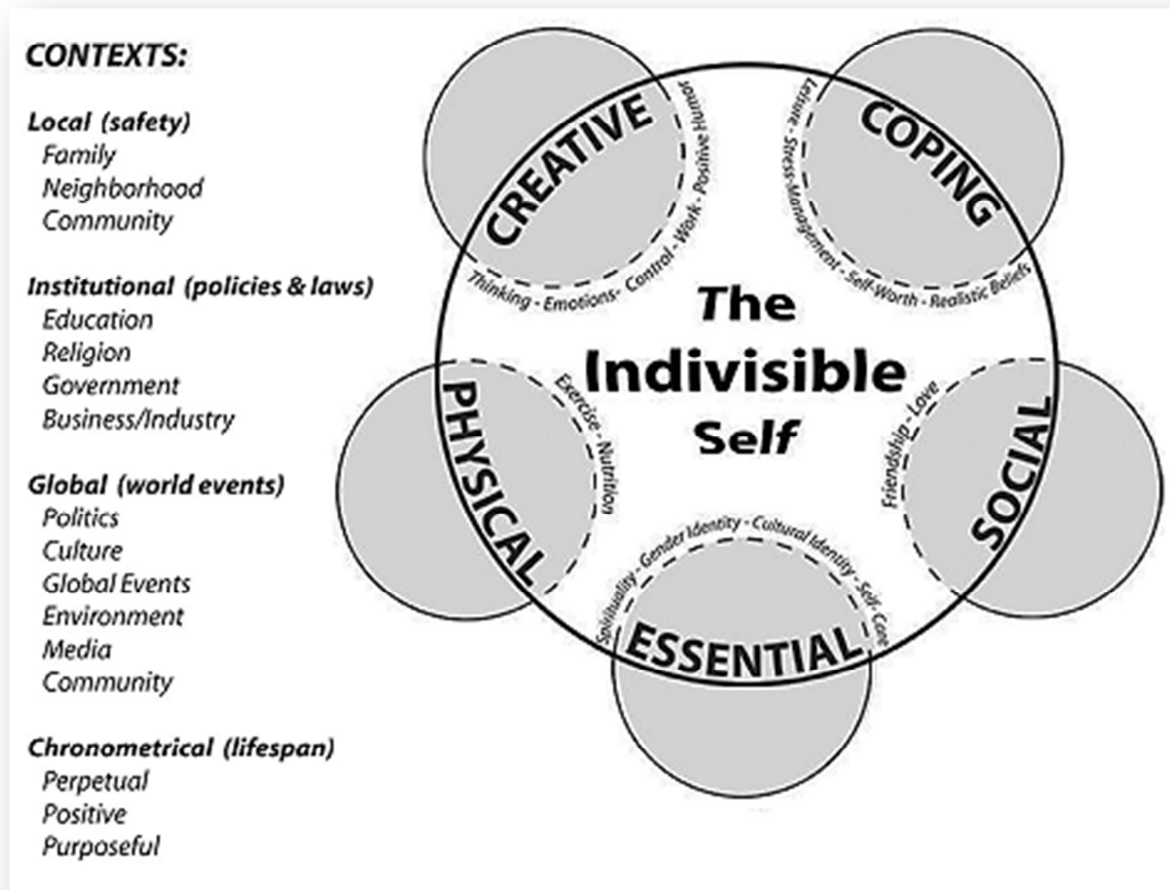 CONTEXTS:
Local (safety)
Family
Neighborhood
Community
Institutional (policies & laws)
Education
Religion
Government
Business/Industry
Global (world events)
Politics
Culture
Global Events
Environment
Media
Community
Chronometrical (lifespan)
Perpetual
Positive
Purposeful
CREATIVE
Thinking - Emotions- Control - Work - Positive Humor
COPING
Leisure - Stress-Management - Self-Worth - Realistic Beliefs
The
Indivisible
Self
PHYSICAL
Exercise - Nutrition
SOCIAL
Friendship - Love
ESSENTIAL
Spirituality - Gender Identity - Cultural Identity - Self- Care